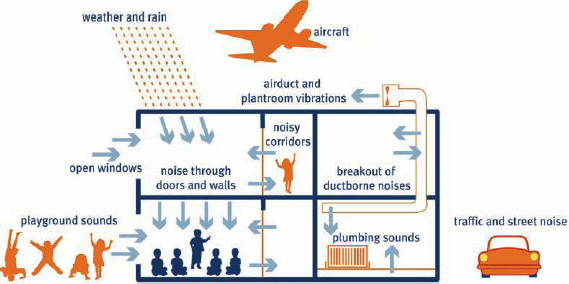 weather and rain
aircraft
airduct and
plantroom vibrations
noisy
corridors
open windows
noise through
doors and walls
breakout of
ductborne noises
playground sounds
plumbing sounds
traffic and street noise